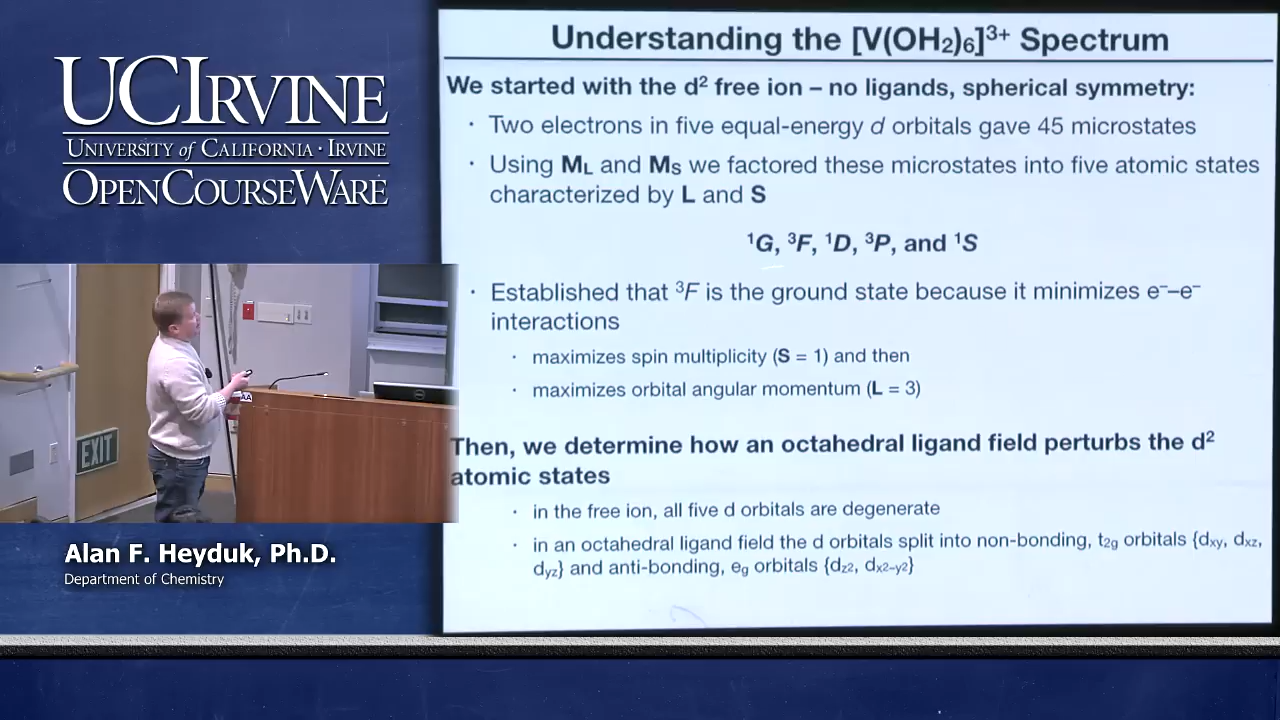 UCIRVINE
UNIVERSITY of CALIFORNIA · IRVINE
OPENCOURSEWARE
EXIT
AA
Alan F. Heyduk, Ph.D.
Department of Chemistry
Understanding the [V(OH₂)₆]³⁺ Spectrum
We started with the d² free ion – no ligands, spherical symmetry:
· Two electrons in five equal-energy d orbitals gave 45 microstates
· Using M_L and M_S we factored these microstates into five atomic states
characterized by L and S
¹G, ³F, ¹D, ³P, and ¹S
· Established that ³F is the ground state because it minimizes e⁻–e⁻
interactions
· maximizes spin multiplicity (S = 1) and then
· maximizes orbital angular momentum (L = 3)
Then, we determine how an octahedral ligand field perturbs the d²
atomic states
· in the free ion, all five d orbitals are degenerate
· in an octahedral ligand field the d orbitals split into non-bonding, t₂g orbitals {dxy, dxz,
dyz} and anti-bonding, eg orbitals {dz2, dx2–y2}